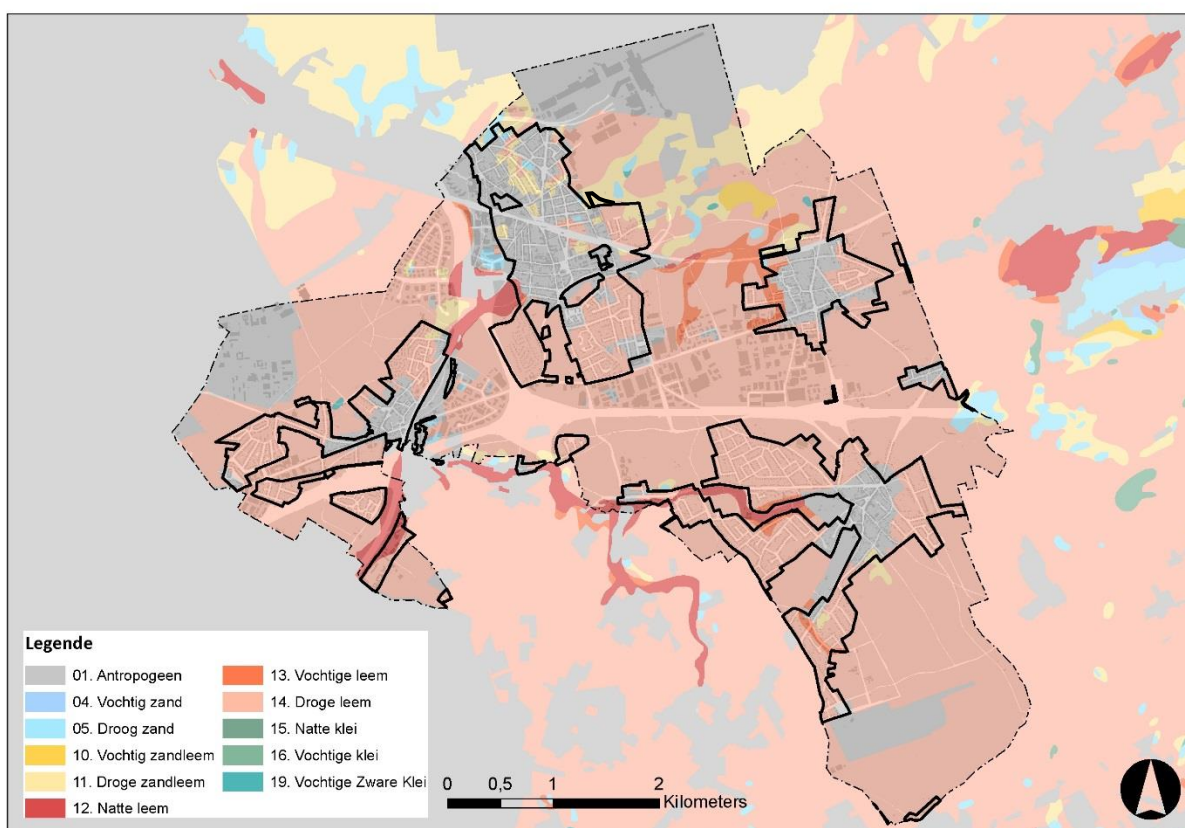 Legende
01. Antropogeen
04. Vochtig zand
05. Droog zand
10. Vochtig zandleem
11. Droge zandleem
12. Natte leem
13. Vochtige leem
14. Droge leem
15. Natte klei
16. Vochtige klei
19. Vochtige Zware Klei
0 0,5 1 2
Kilometers